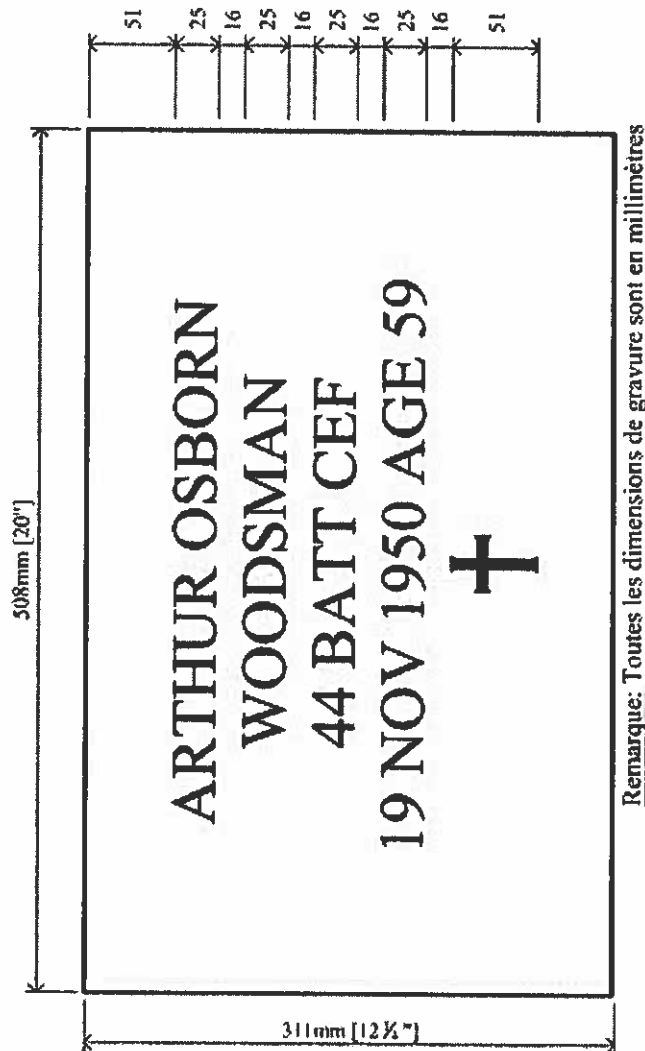 508mm [20"]
311mm [12 ¼"]
ARTHUR OSBORN
WOODSMAN
44 BATT CEF
19 NOV 1950 AGE 59
51
25
16
25
16
25
16
25
16
51
Remarque: Toutes les dimensions de gravure sont en millimètres